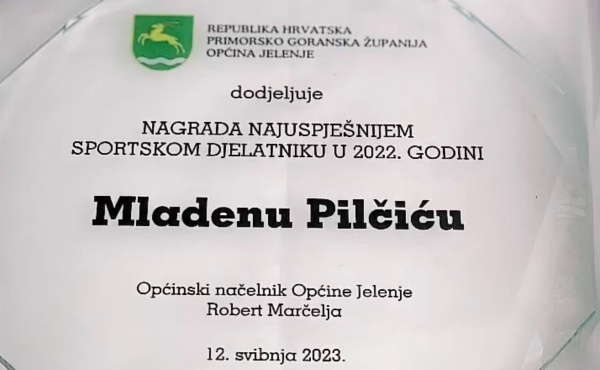 REPUBLIKA HRVATSKA
PRIMORSKO GORANSKA ŽUPANIJA
OPĆINA JELENJE
dodjeljuje
NAGRADA NAJUSPJEŠNIJEM
SPORTSKOM DJELATNIKU U 2022. GODINI
Mladenu Pilčiću
Općinski načelnik Općine Jelenje
Robert Marčelja
12. svibnja 2023.